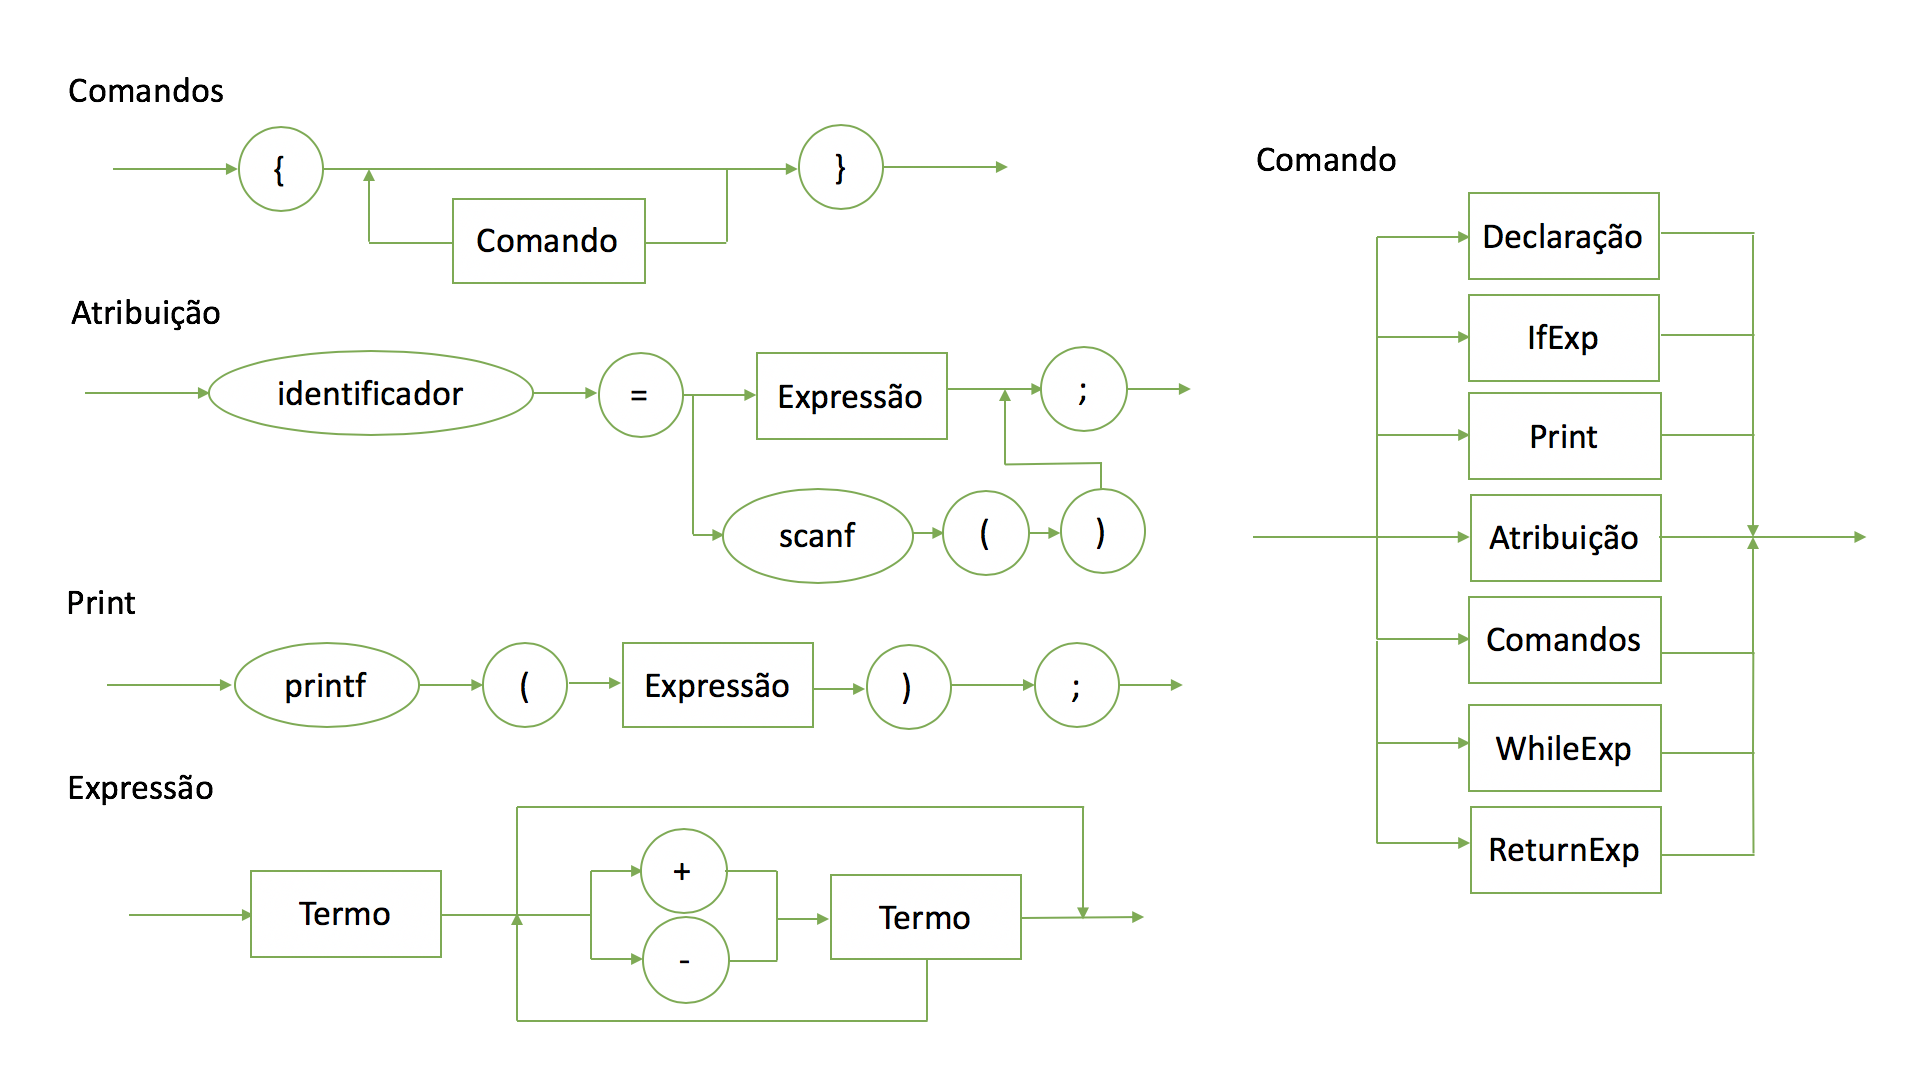 Comandos
{
}
Comando
Atribuição
identificador
=
Expressão
;
scanf
(
)
Print
printf
(
Expressão
)
;
Expressão
Termo
+
-
Termo
Comando
Declaração
IfExp
Print
Atribuição
Comandos
WhileExp
ReturnExp